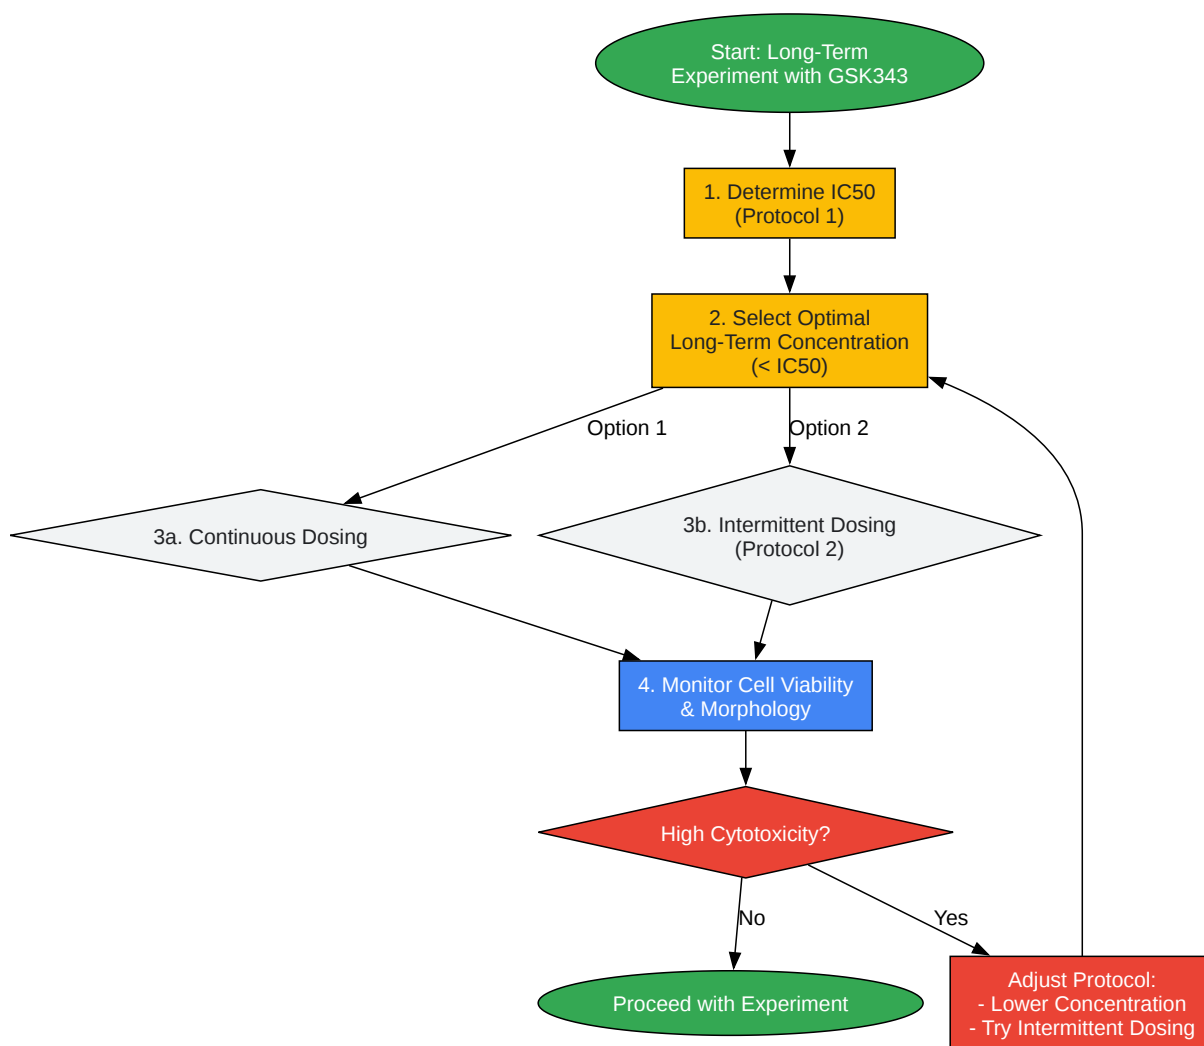 Start: Long-Term
Experiment with GSK343
1. Determine IC50
(Protocol 1)
2. Select Optimal
Long-Term Concentration
(< IC50)
Option 1
Option 2
3a. Continuous Dosing
3b. Intermittent Dosing
(Protocol 2)
4. Monitor Cell Viability
& Morphology
High Cytotoxicity?
No
Yes
Proceed with Experiment
Adjust Protocol:
- Lower Concentration
- Try Intermittent Dosing